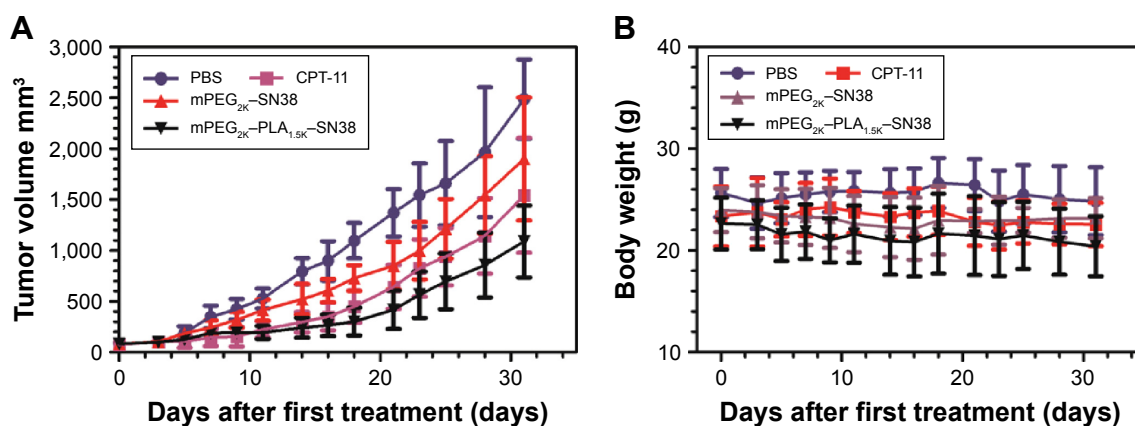 A
Tumor volume mm³
3,000
2,500
2,000
1,500
1,000
500
0
PBS
CPT-11
mPEG₂ₖ–SN38
mPEG₂ₖ–PLA₁.₅ₖ–SN38
0
10
20
30
Days after first treatment (days)
B
Body weight (g)
40
30
20
10
PBS
CPT-11
mPEG₂ₖ–SN38
mPEG₂ₖ–PLA₁.₅ₖ–SN38
0
10
20
30
Days after first treatment (days)